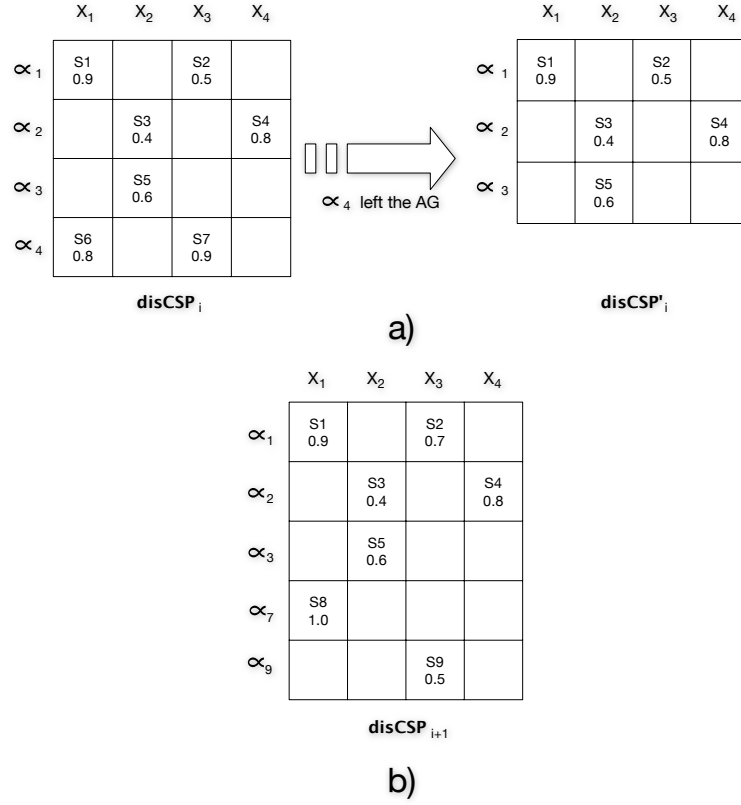 X1 X2 X3 X4 X1 X2 X3 X4
∝1 S1 0.9 S2 0.5 ∝1 S1 0.9 S2 0.5
∝2 S3 0.4 S4 0.8 ∝2 S3 0.4 S4 0.8
∝3 S5 0.6 ∝3 S5 0.6
∝4 left the AG
∝4 S6 0.8 S7 0.9
disCSP i disCSP' i
a)
X1 X2 X3 X4
∝1 S1 0.9 S2 0.7
∝2 S3 0.4 S4 0.8
∝3 S5 0.6
∝7 S8 1.0
∝9 S9 0.5
disCSP i+1
b)